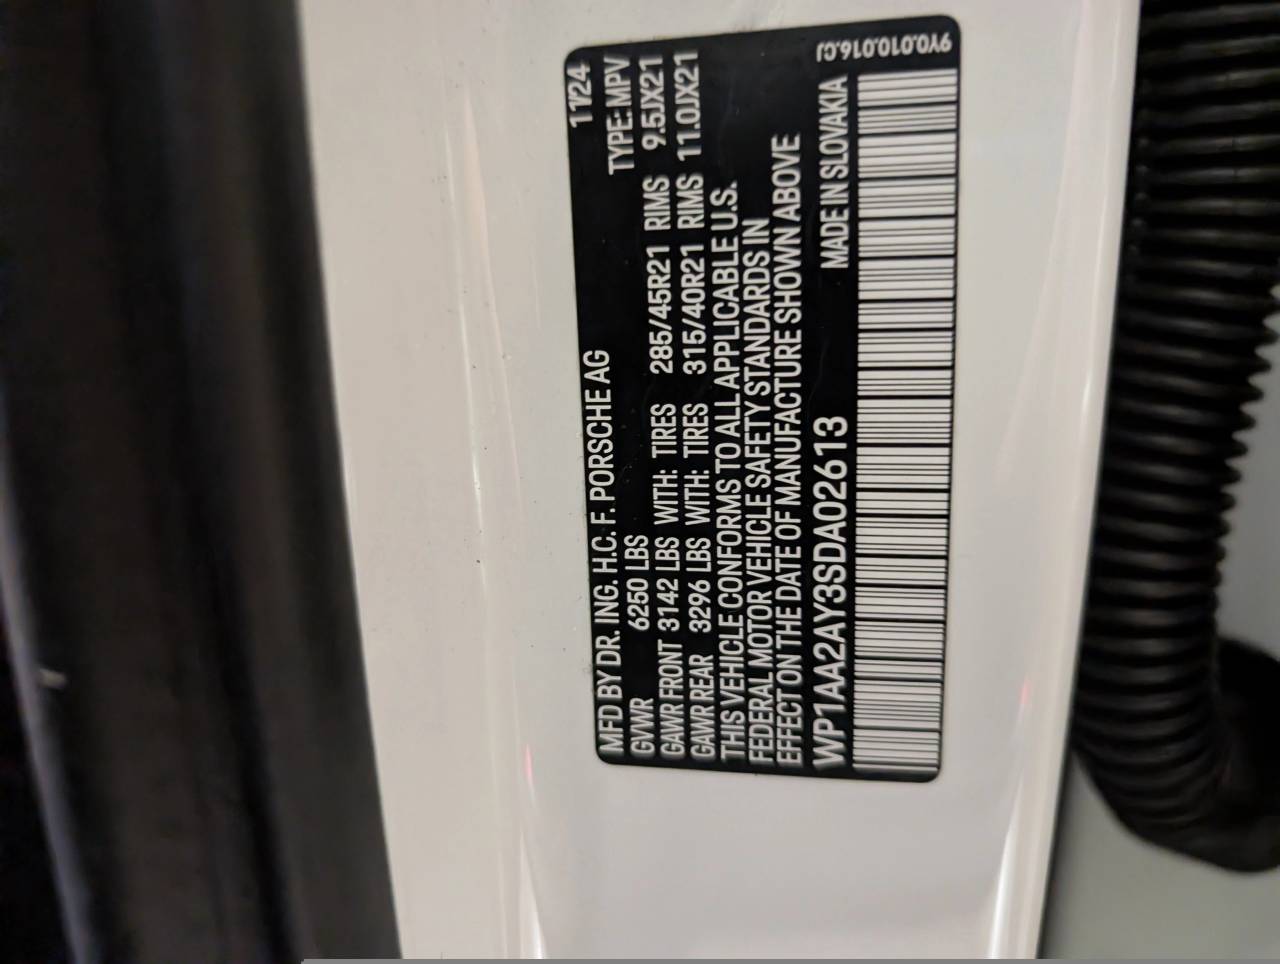 11/24
MFD BY DR. ING. H.C. F. PORSCHE AG
TYPE: MPV
GVWR 6250 LBS
GAWR FRONT 3142 LBS WITH: TIRES 285/45R21 RIMS 9.5JX21
GAWR REAR 3296 LBS WITH: TIRES 315/40R21 RIMS 11.0JX21
THIS VEHICLE CONFORMS TO ALL APPLICABLE U.S.
FEDERAL MOTOR VEHICLE SAFETY STANDARDS IN
EFFECT ON THE DATE OF MANUFACTURE SHOWN ABOVE
WP1AA2AY3SDA02613 MADE IN SLOVAKIA
9Y0.010.016.CJ